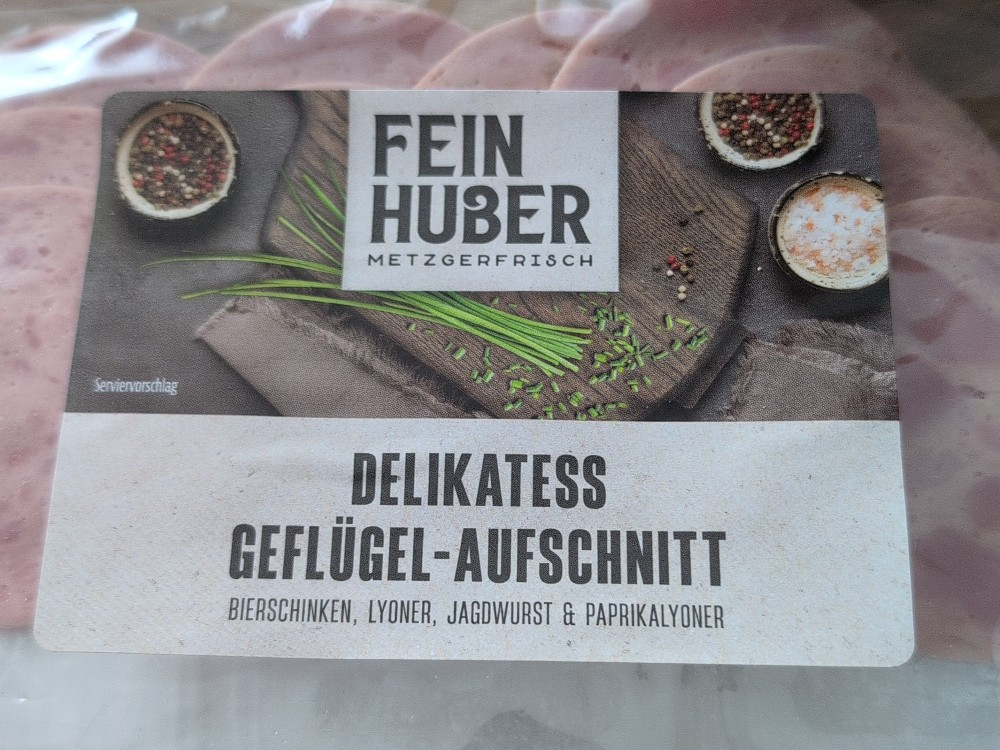 FEIN
HUBER
METZGERFRISCH
Serviervorschlag
DELIKATESS
GEFLÜGEL-AUFSCHNITT
BIERSCHINKEN, LYONER, JAGDWURST & PAPRIKALYONER